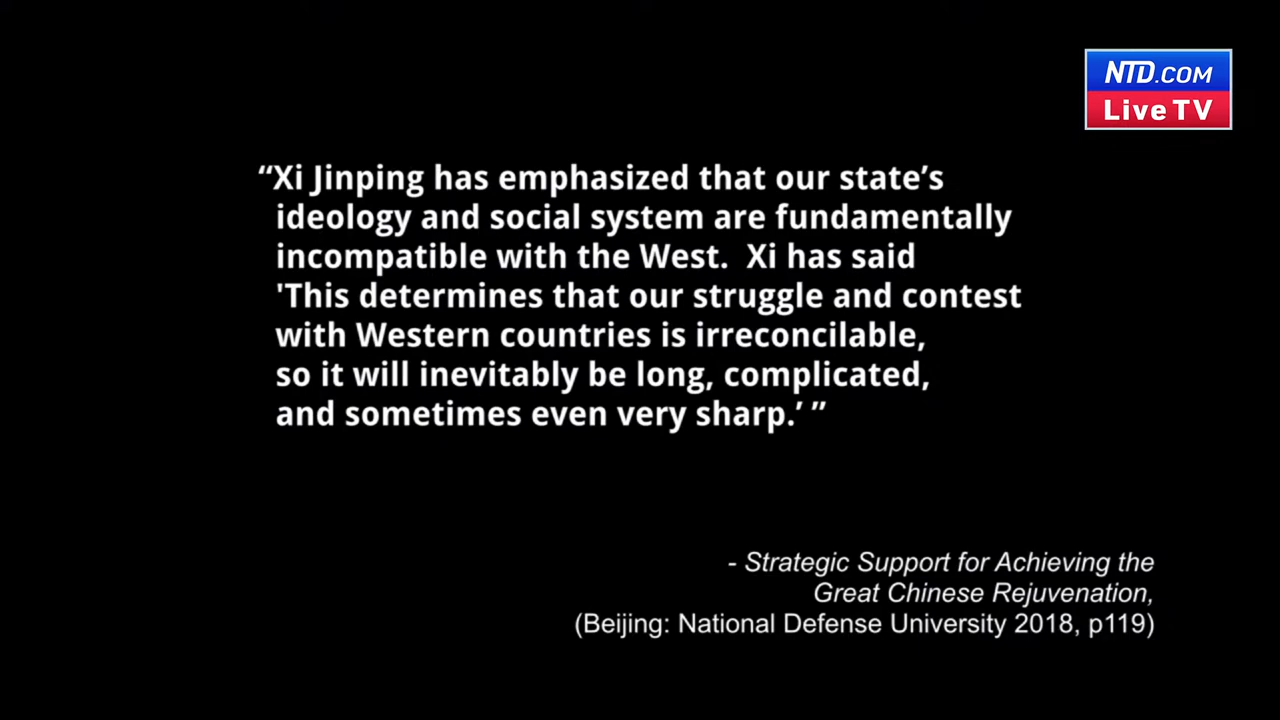 NTD.COM
Live TV
“Xi Jinping has emphasized that our state’s
ideology and social system are fundamentally
incompatible with the West.  Xi has said
'This determines that our struggle and contest
with Western countries is irreconcilable,
so it will inevitably be long, complicated,
and sometimes even very sharp.’ ”
- Strategic Support for Achieving the
Great Chinese Rejuvenation,
(Beijing: National Defense University 2018, p119)